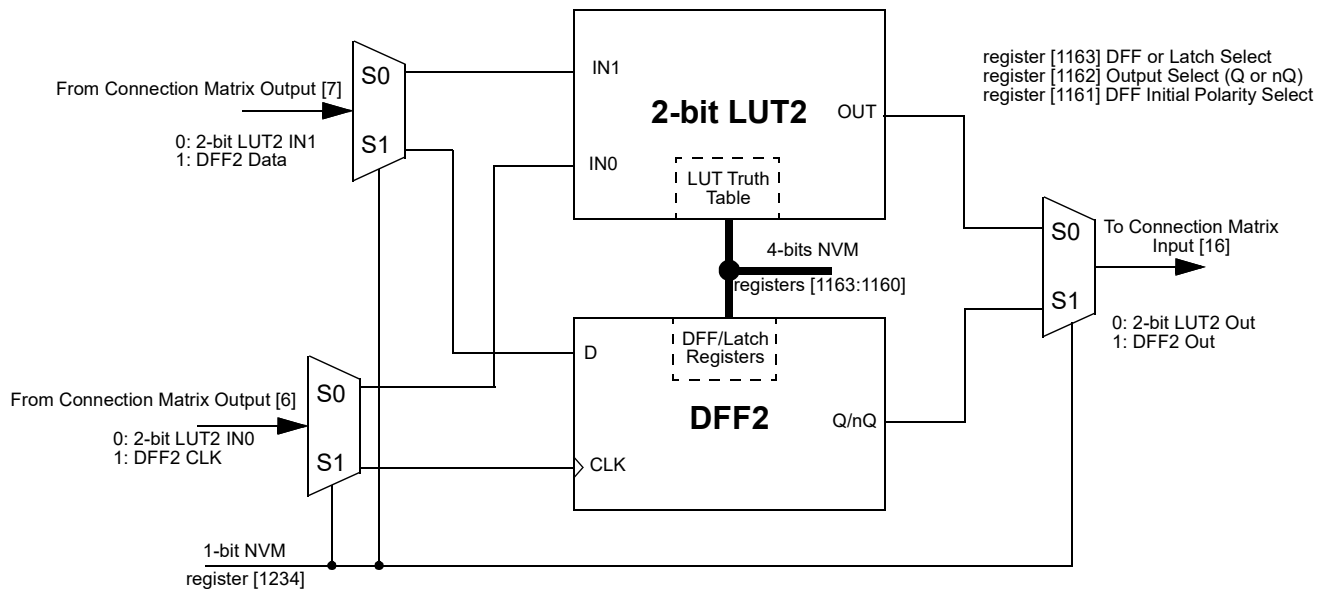 register [1163] DFF or Latch Select
register [1162] Output Select (Q or nQ)
register [1161] DFF Initial Polarity Select
From Connection Matrix Output [7]
0: 2-bit LUT2 IN1
1: DFF2 Data
S0
S1
IN1
IN0
2-bit LUT2
OUT
LUT Truth
Table
4-bits NVM
registers [1163:1160]
S0
S1
To Connection Matrix
Input [16]
0: 2-bit LUT2 Out
1: DFF2 Out
From Connection Matrix Output [6]
0: 2-bit LUT2 IN0
1: DFF2 CLK
S0
S1
D
DFF/Latch
Registers
DFF2
Q/nQ
CLK
1-bit NVM
register [1234]